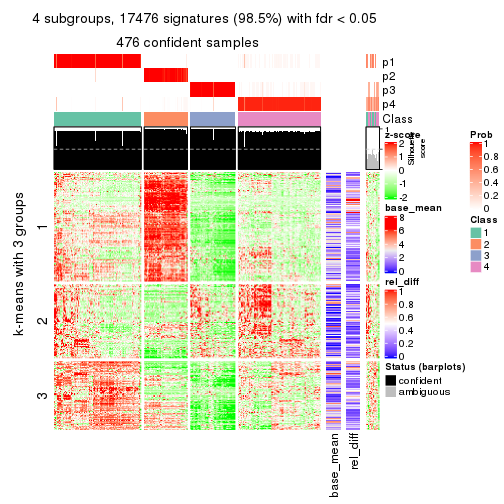 4 subgroups, 17476 signatures (98.5%) with fdr < 0.05
476 confident samples
p1
p2
p3
p4
Class
1
Silhouette
score
k-means with 3 groups
1
2
3
base_mean
rel_diff
z-score
2
1
0
-2
base_mean
8
6
4
2
0
rel_diff
1
0.8
0.6
0.4
0.2
0
Status (barplots)
confident
ambiguous
Prob
1
0.8
0.6
0.4
0.2
0
Class
1
2
3
4